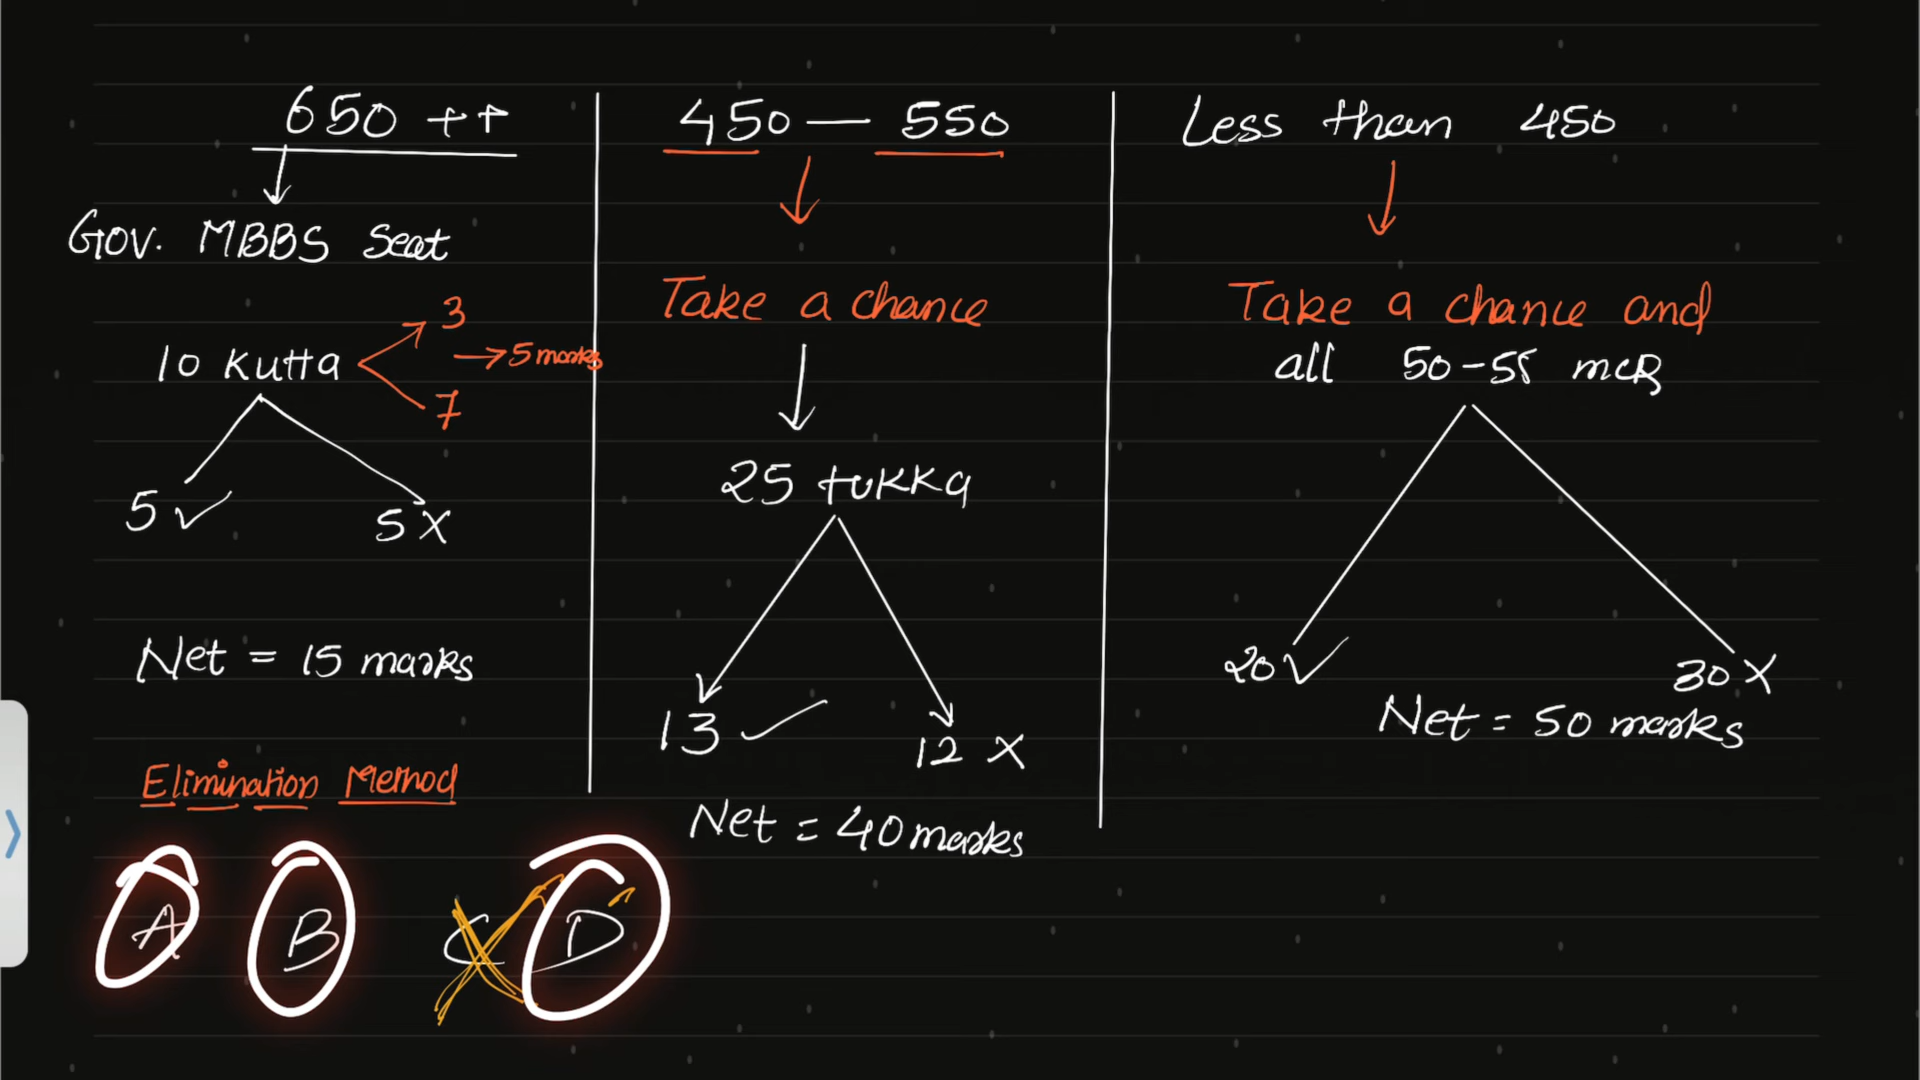 650 ++
Gov. MBBS Seat
10 Kutta
3
7
5 marks
5 ✓
5 X
Net = 15 marks
Elimination Method
A B C D
450 — 550
Take a chance
25 tukka
13 ✓
12 X
Net = 40 marks
Less than 450
Take a chance and
all 50-55 mcq
20 ✓
30 X
Net = 50 marks